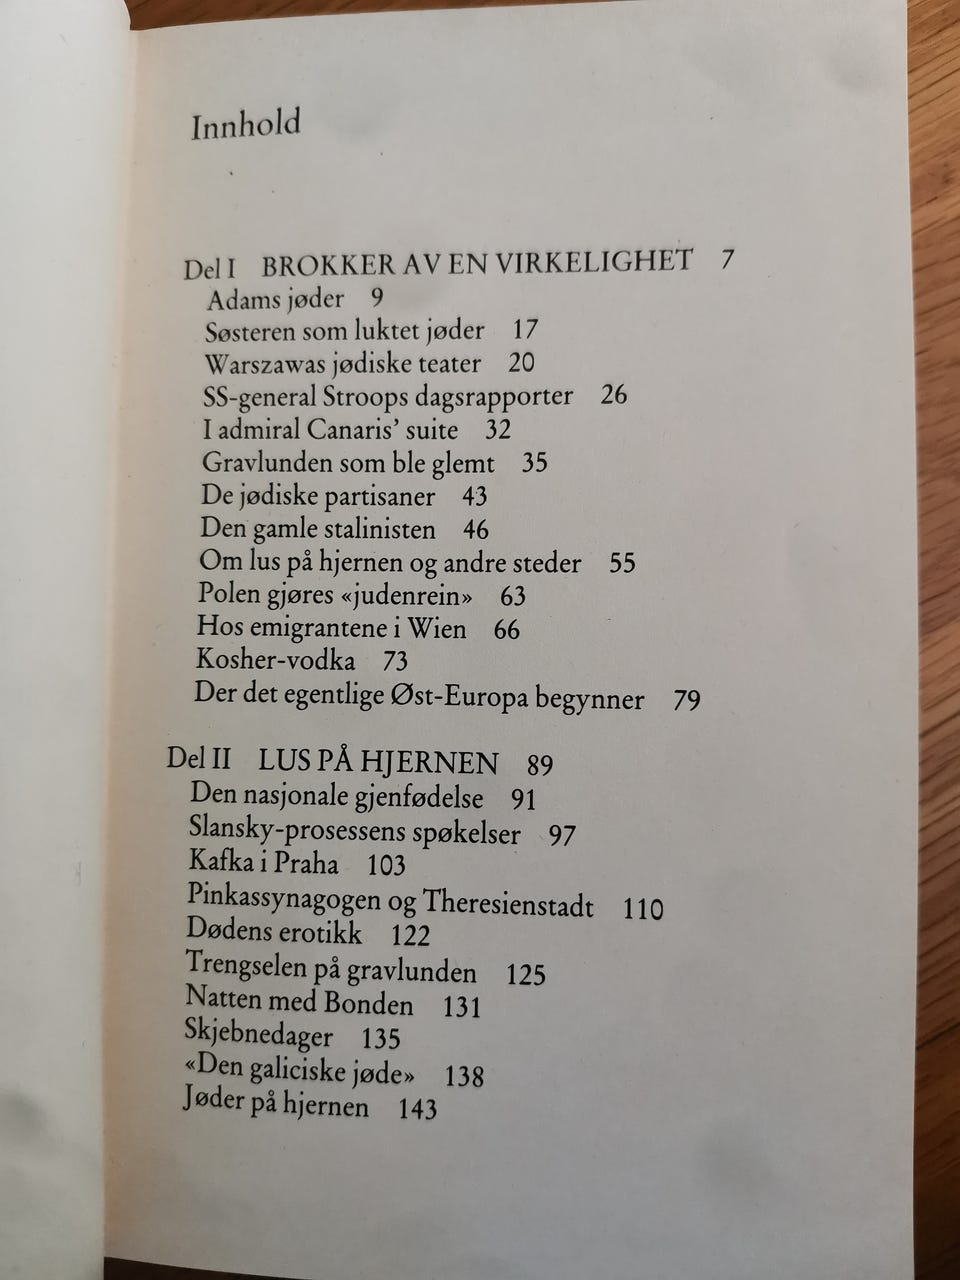 Innhold
Del I BROKKER AV EN VIRKELIGHET 7
Adams jøder 9
Søsteren som luktet jøder 17
Warszawas jødiske teater 20
SS-general Stroops dagsrapporter 26
I admiral Canaris’ suite 32
Gravlunden som ble glemt 35
De jødiske partisaner 43
Den gamle stalinisten 46
Om lus på hjernen og andre steder 55
Polen gjøres «judenrein» 63
Hos emigrantene i Wien 66
Kosher-vodka 73
Der det egentlige Øst-Europa begynner 79
Del II LUS PÅ HJERNEN 89
Den nasjonale gjenfødelse 91
Slansky-prosessens spøkelser 97
Kafka i Praha 103
Pinkassynagogen og Theresienstadt 110
Dødens erotikk 122
Trengselen på gravlunden 125
Natten med Bonden 131
Skjebnedager 135
«Den galiciske jøde» 138
Jøder på hjernen 143